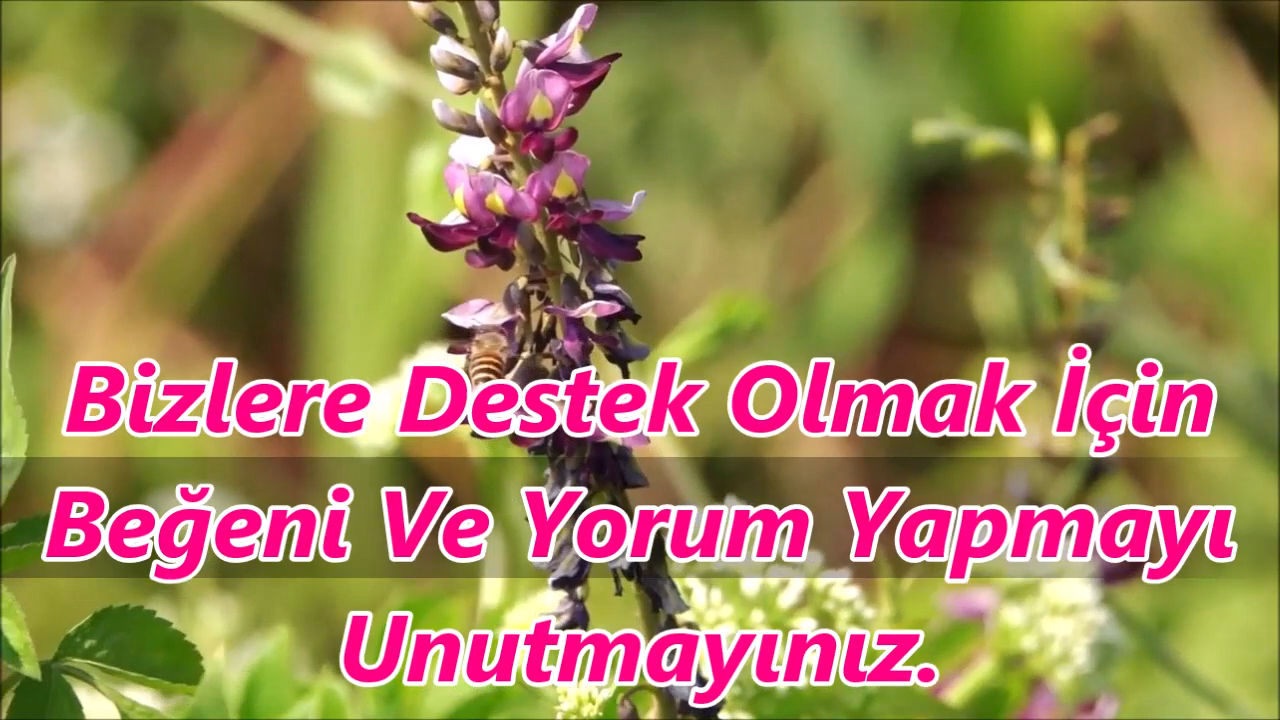 Bizlere Destek Olmak İçin
Beğeni Ve Yorum Yapmayı
Unutmayınız.